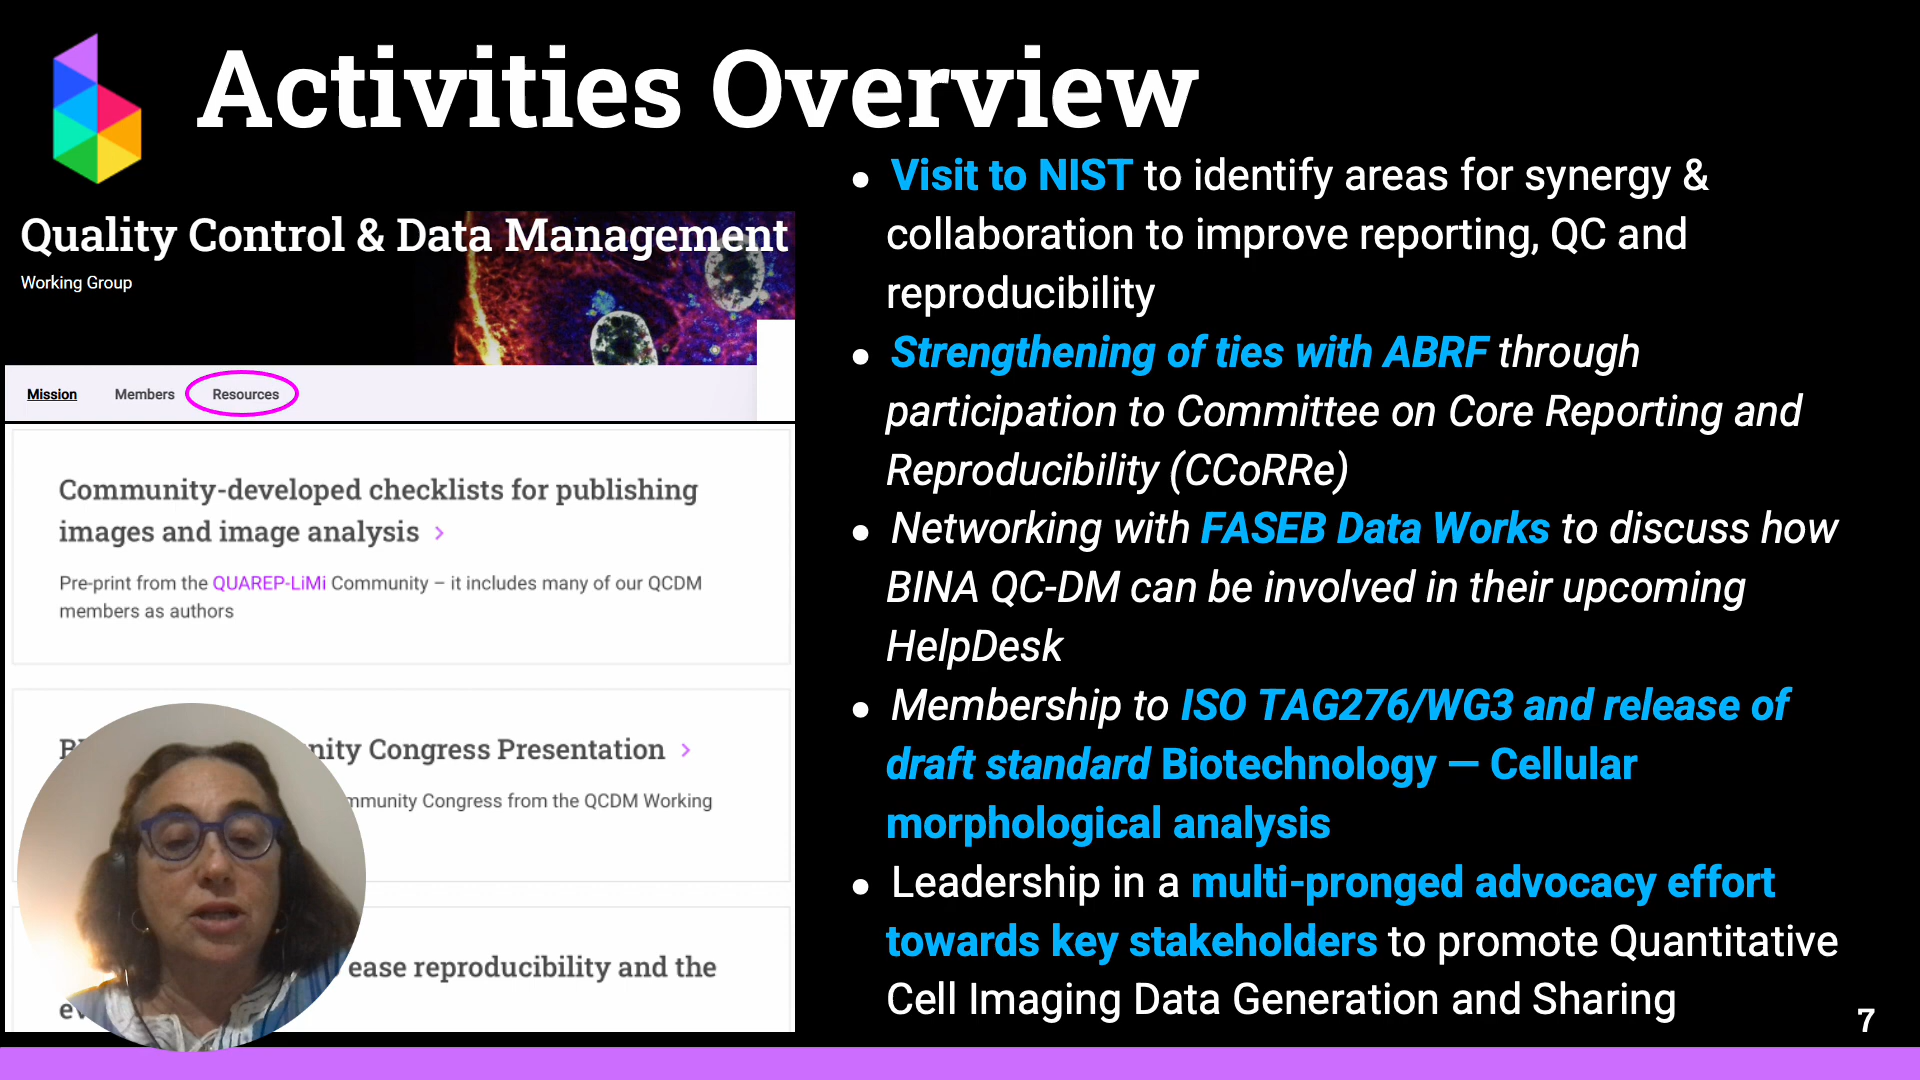 Activities Overview
Quality Control & Data Management
Working Group
Mission
Members
Resources
Community-developed checklists for publishing
images and image analysis >
Pre-print from the QUAREP-LiMi Community – it includes many of our QCDM
members as authors
Congress Presentation >
Community Congress from the QCDM Working
ease reproducibility and the
● Visit to NIST to identify areas for synergy &
collaboration to improve reporting, QC and
reproducibility
● Strengthening of ties with ABRF through
participation to Committee on Core Reporting and
Reproducibility (CCoRRe)
● Networking with FASEB Data Works to discuss how
BINA QC-DM can be involved in their upcoming
HelpDesk
● Membership to ISO TAG276/WG3 and release of
draft standard Biotechnology — Cellular
morphological analysis
● Leadership in a multi-pronged advocacy effort
towards key stakeholders to promote Quantitative
Cell Imaging Data Generation and Sharing
7